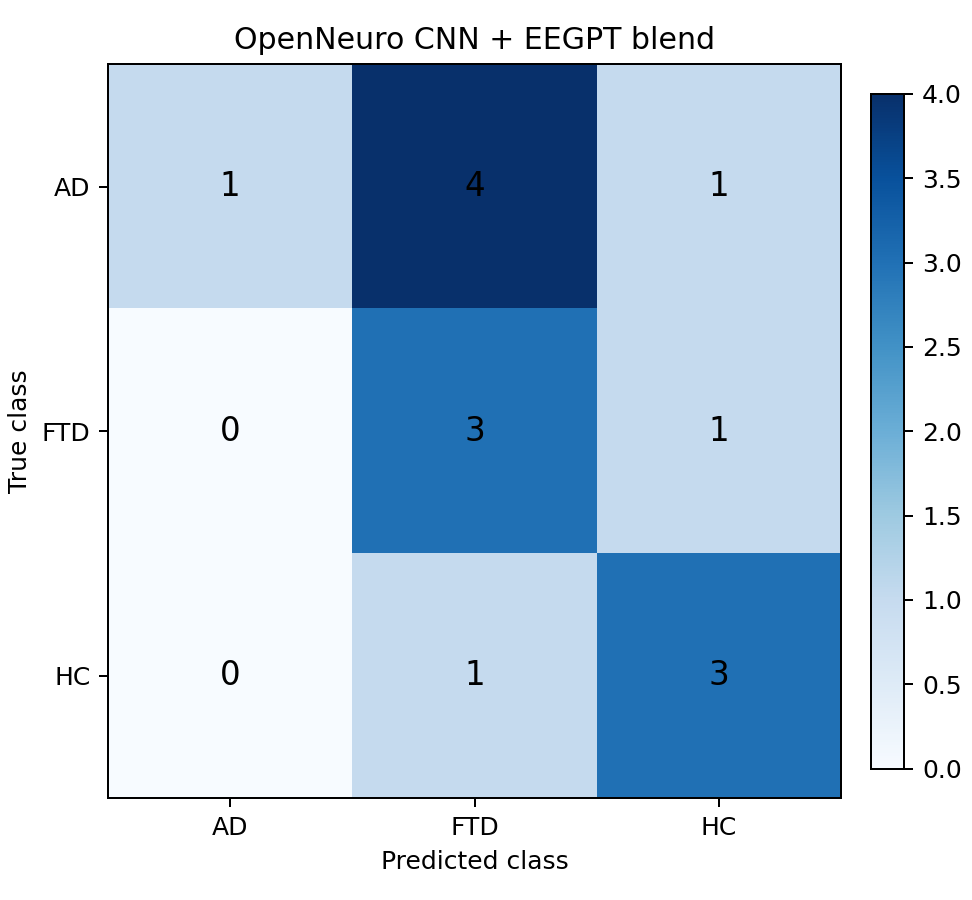 OpenNeuro CNN + EEGPT blend
4.0
3.5
3.0
2.5
2.0
1.5
1.0
0.5
0.0
True class
AD 1 4 1
FTD 0 3 1
HC 0 1 3
AD FTD HC
Predicted class